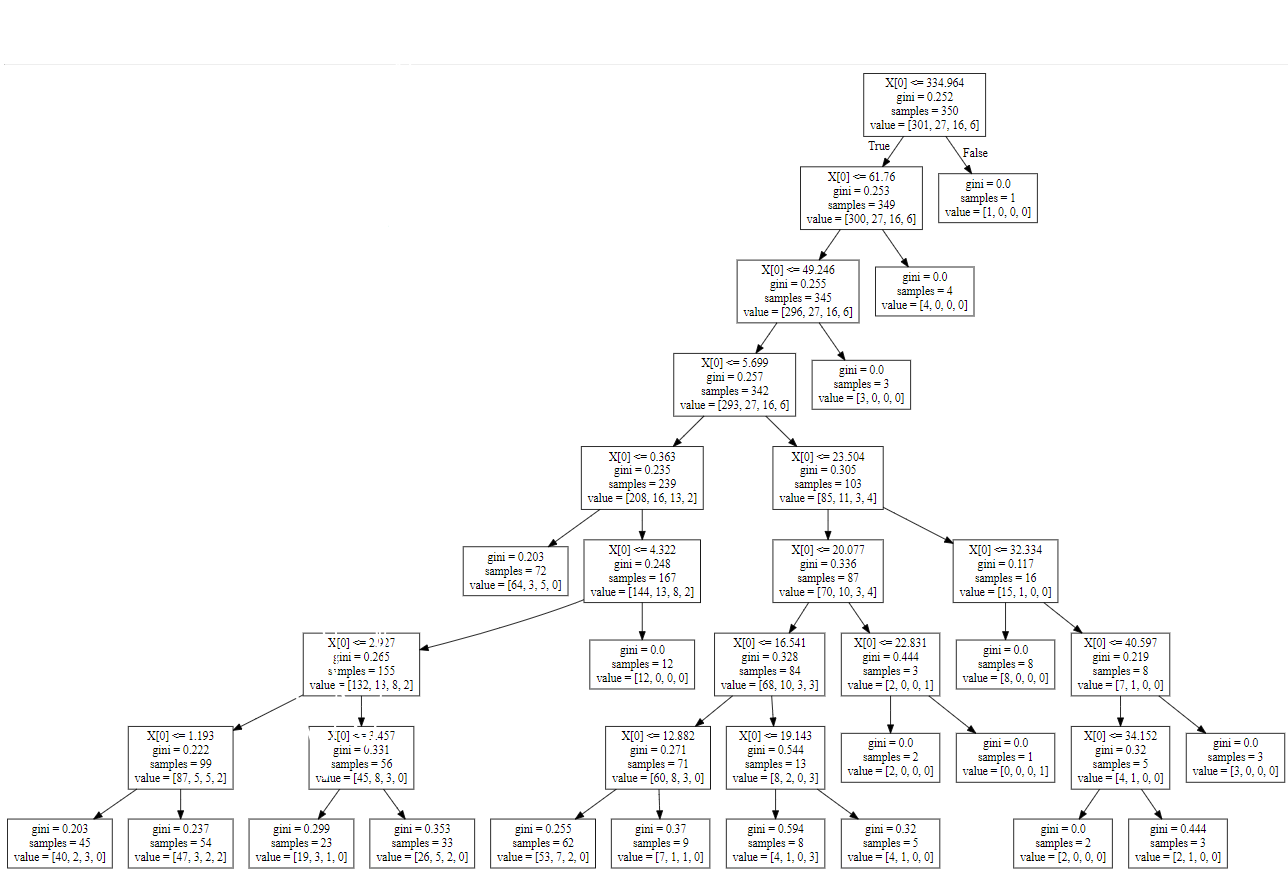 X[0] <= 334.964
gini = 0.252
samples = 350
value = [301, 27, 16, 6]
True
False
X[0] <= 61.76
gini = 0.253
samples = 349
value = [300, 27, 16, 6]
gini = 0.0
samples = 1
value = [1, 0, 0, 0]
X[0] <= 49.246
gini = 0.255
samples = 345
value = [296, 27, 16, 6]
gini = 0.0
samples = 4
value = [4, 0, 0, 0]
X[0] <= 5.699
gini = 0.257
samples = 342
value = [293, 27, 16, 6]
gini = 0.0
samples = 3
value = [3, 0, 0, 0]
X[0] <= 0.363
gini = 0.235
samples = 239
value = [208, 16, 13, 2]
X[0] <= 23.504
gini = 0.305
samples = 103
value = [85, 11, 3, 4]
gini = 0.203
samples = 72
value = [64, 3, 5, 0]
X[0] <= 4.322
gini = 0.248
samples = 167
value = [144, 13, 8, 2]
X[0] <= 20.077
gini = 0.336
samples = 87
value = [70, 10, 3, 4]
X[0] <= 32.334
gini = 0.117
samples = 16
value = [15, 1, 0, 0]
X[0] <= 2.927
gini = 0.265
samples = 155
value = [132, 13, 8, 2]
gini = 0.0
samples = 12
value = [12, 0, 0, 0]
X[0] <= 16.541
gini = 0.328
samples = 84
value = [68, 10, 3, 3]
X[0] <= 22.831
gini = 0.444
samples = 3
value = [2, 0, 0, 1]
gini = 0.0
samples = 8
value = [8, 0, 0, 0]
X[0] <= 40.597
gini = 0.219
samples = 8
value = [7, 1, 0, 0]
X[0] <= 1.193
gini = 0.222
samples = 99
value = [87, 5, 5, 2]
X[0] <= 3.457
gini = 0.331
samples = 56
value = [45, 8, 3, 0]
X[0] <= 12.882
gini = 0.271
samples = 71
value = [60, 8, 3, 0]
X[0] <= 19.143
gini = 0.544
samples = 13
value = [8, 2, 0, 3]
gini = 0.0
samples = 2
value = [2, 0, 0, 0]
gini = 0.0
samples = 1
value = [0, 0, 0, 1]
X[0] <= 34.152
gini = 0.32
samples = 5
value = [4, 1, 0, 0]
gini = 0.0
samples = 3
value = [3, 0, 0, 0]
gini = 0.203
samples = 45
value = [40, 2, 3, 0]
gini = 0.237
samples = 54
value = [47, 3, 2, 2]
gini = 0.299
samples = 23
value = [19, 3, 1, 0]
gini = 0.353
samples = 33
value = [26, 5, 2, 0]
gini = 0.255
samples = 62
value = [53, 7, 2, 0]
gini = 0.37
samples = 9
value = [7, 1, 1, 0]
gini = 0.594
samples = 8
value = [4, 1, 0, 3]
gini = 0.32
samples = 5
value = [4, 1, 0, 0]
gini = 0.0
samples = 2
value = [2, 0, 0, 0]
gini = 0.444
samples = 3
value = [2, 1, 0, 0]